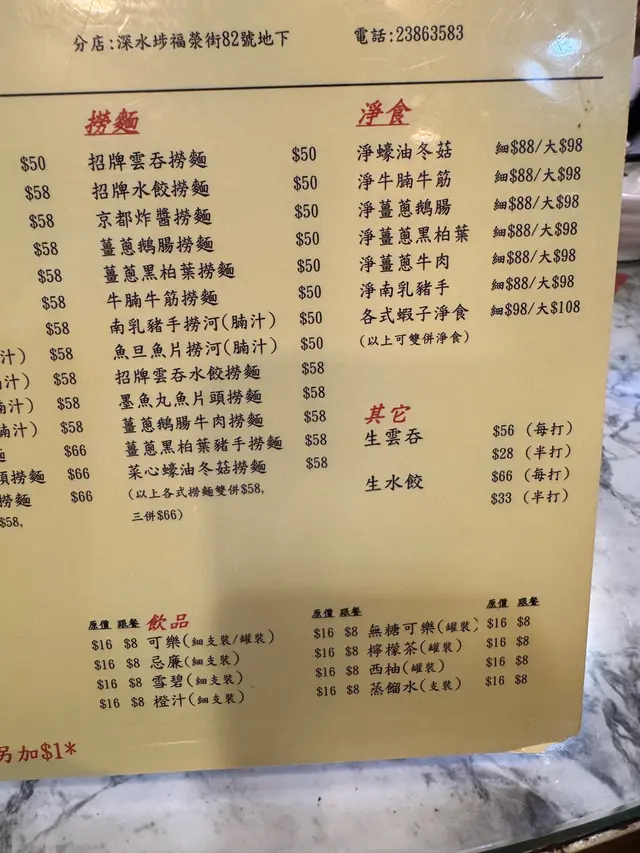 分店:深水埗福榮街82號地下 電話:23863583
撈麵
淨食
$50 招牌雲吞撈麵 $50 淨蠔油冬菇 細$88/大$98
$58 招牌水餃撈麵 $50 淨牛腩牛筋 細$88/大$98
$58 京都炸醬撈麵 $50 淨薑蔥鵝腸 細$88/大$98
$58 薑蔥鵝腸撈麵 $50 淨薑蔥黑柏葉 細$88/大$98
$58 薑蔥黑柏葉撈麵 $50 淨薑蔥牛肉 細$88/大$98
$58 牛腩牛筋撈麵 $50 淨南乳豬手 細$88/大$98
$58 南乳豬手撈河(腩汁) $50 各式蝦子淨食 細$98/大$108
汁) $58 魚旦魚片撈河(腩汁) $50 (以上可雙併淨食)
汁) $58 招牌雲吞水餃撈麵 $58
腩汁) $58 墨魚丸魚片頭撈麵 $58
腩汁) $58 薑蔥鵝腸牛肉撈麵 $58
$66 薑蔥黑柏葉豬手撈麵 $58
頭撈麵 $66 菜心蠔油冬菇撈麵 $58
撈麵 $66 (以上各式撈麵雙併$58,
$58, 三併$66)
其它
生雲吞 $56 (每打)
$28 (半打)
生水餃 $66 (每打)
$33 (半打)
原價 跟餐 飲品 原價 跟餐 原價 跟餐
$16 $8 可樂(細支裝/罐裝) $16 $8 無糖可樂(罐裝) $16 $8
$16 $8 忌廉(細支裝) $16 $8 檸檬茶(罐裝) $16 $8
$16 $8 雪碧(細支裝) $16 $8 西柚(罐裝) $16 $8
$16 $8 橙汁(細支裝) $16 $8 蒸餾水(支裝) $16 $8
另加$1*